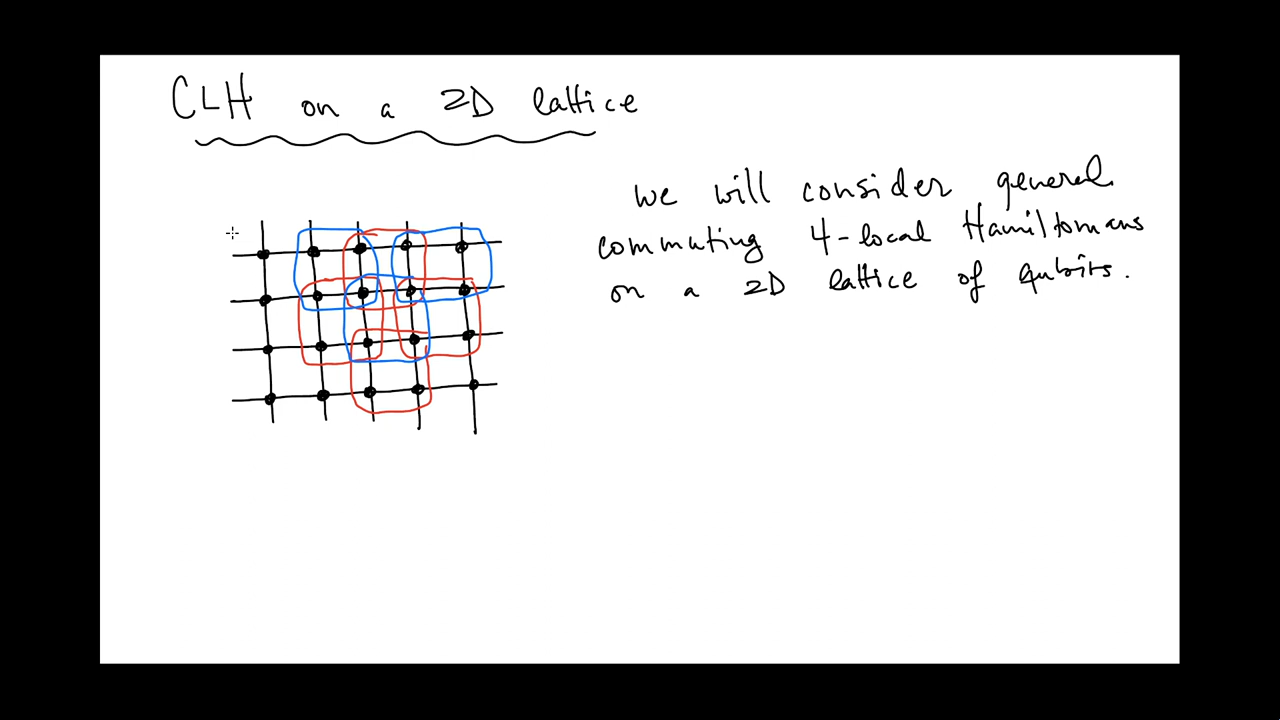 CLH on a 2D lattice
we will consider general
commuting 4-local Hamiltonians
on a 2D lattice of qubits.